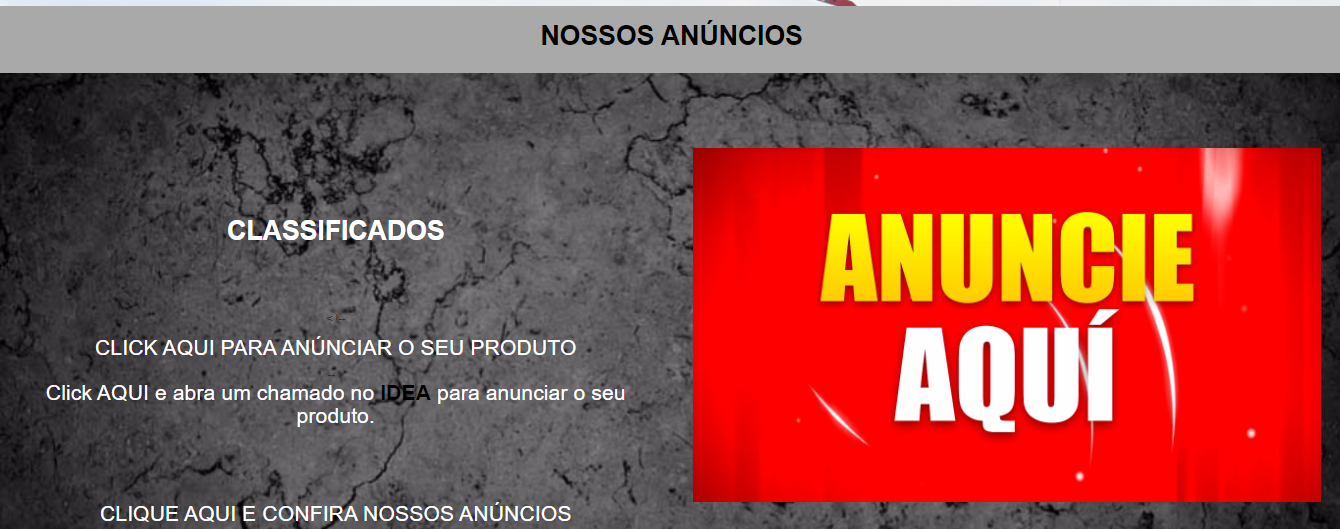 NOSSOS ANÚNCIOS
CLASSIFICADOS
CLICK AQUI PARA ANÚNCIAR O SEU PRODUTO
Click AQUI e abra um chamado no IDEA para anunciar o seu
produto.
CLIQUE AQUI E CONFIRA NOSSOS ANÚNCIOS
ANUNCIE
AQUÍ